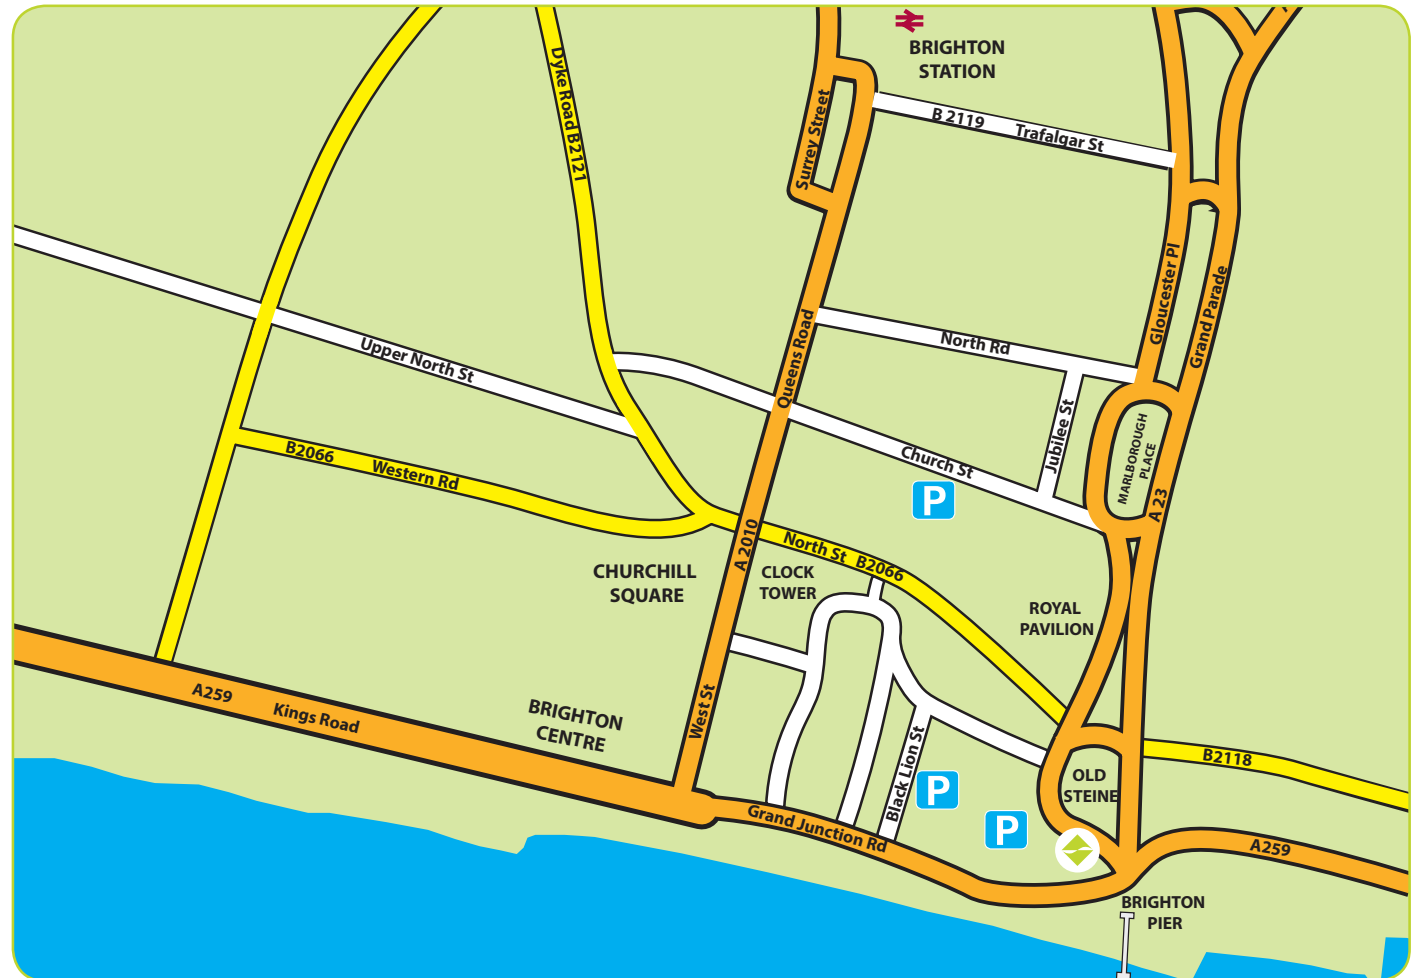 BRIGHTON
STATION
Dyke Road B2121
Surrey Street
B 2119 Trafalgar St
Gloucester Pl
Grand Parade
Queens Road
North Rd
Upper North St
Jubilee St
MARLBOROUGH
PLACE
B2066 Western Rd
Church St
P
A 23
A 2010
North St B2066
CHURCHILL
SQUARE
CLOCK
TOWER
ROYAL
PAVILION
A259 Kings Road
BRIGHTON
CENTRE
West St
Black Lion St
P
P
OLD
STEINE
B2118
Grand Junction Rd
A259
BRIGHTON
PIER